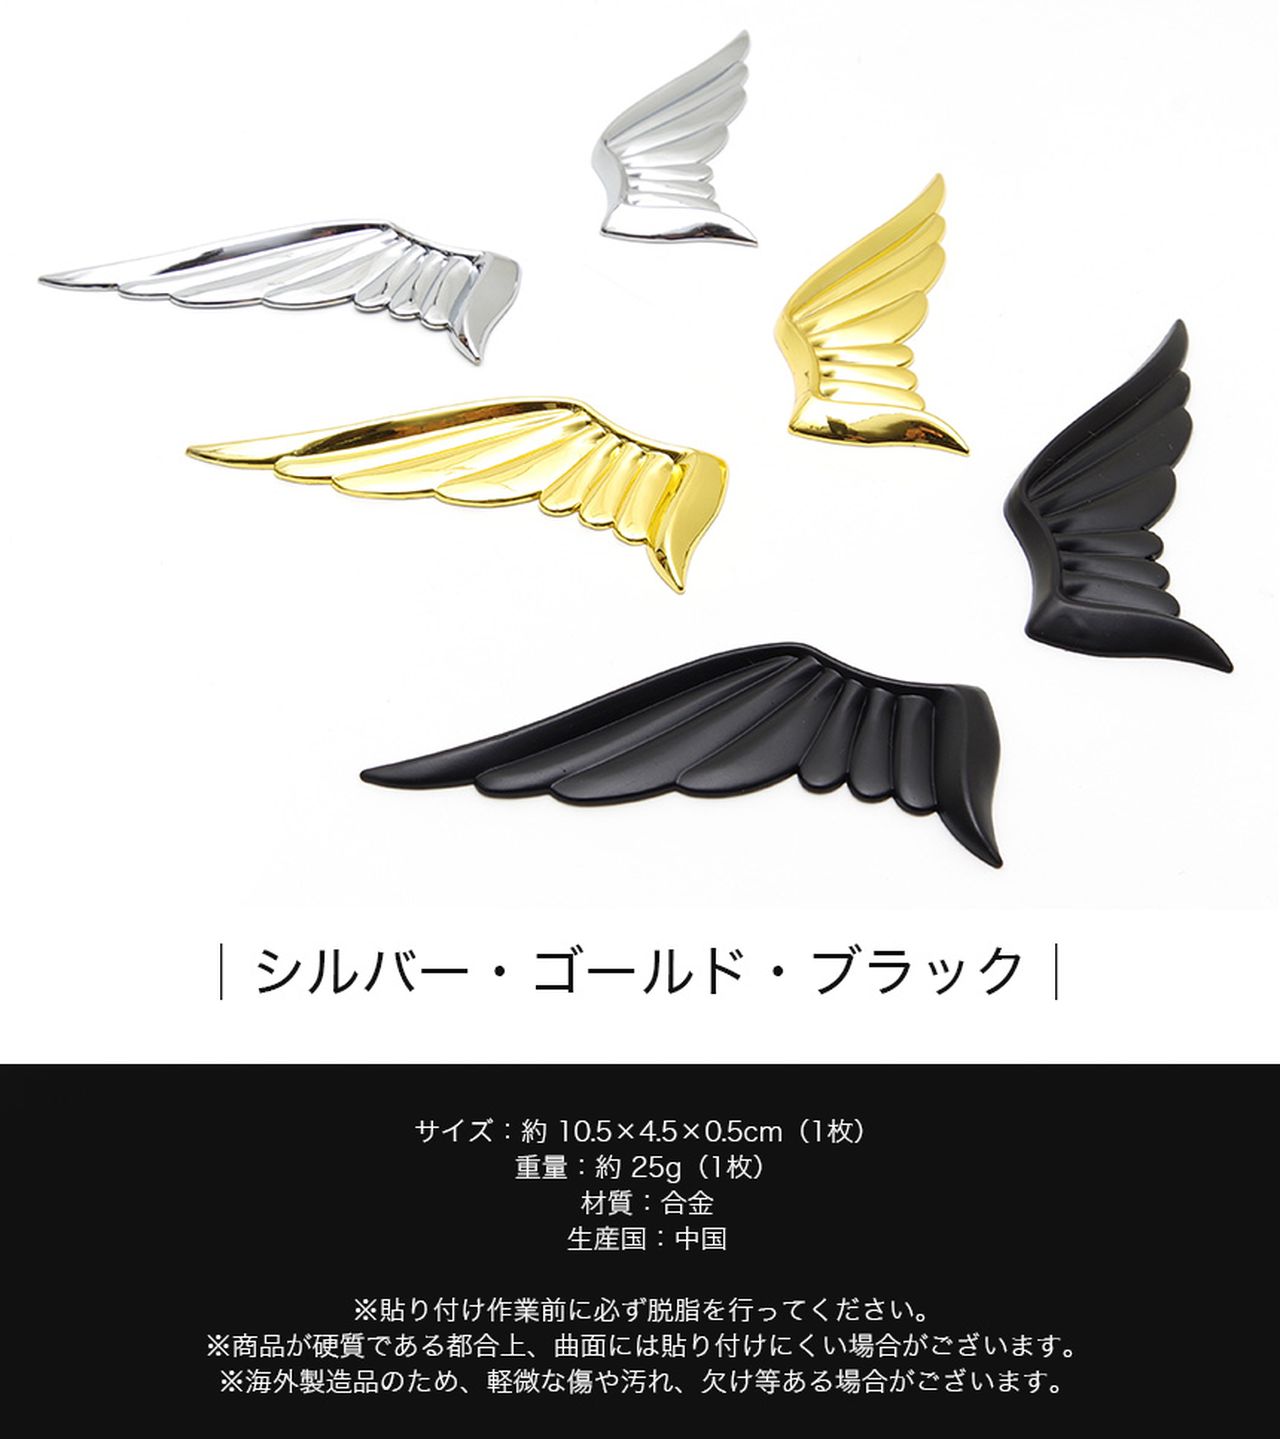 シルバー・ゴールド・ブラック
サイズ：約 10.5×4.5×0.5cm（1枚）
重量：約 25g（1枚）
材質：合金
生産国：中国
※貼り付け作業前に必ず脱脂を行ってください。
※商品が硬質である都合上、曲面には貼り付けにくい場合がございます。
※海外製造品のため、軽微な傷や汚れ、欠け等ある場合がございます。